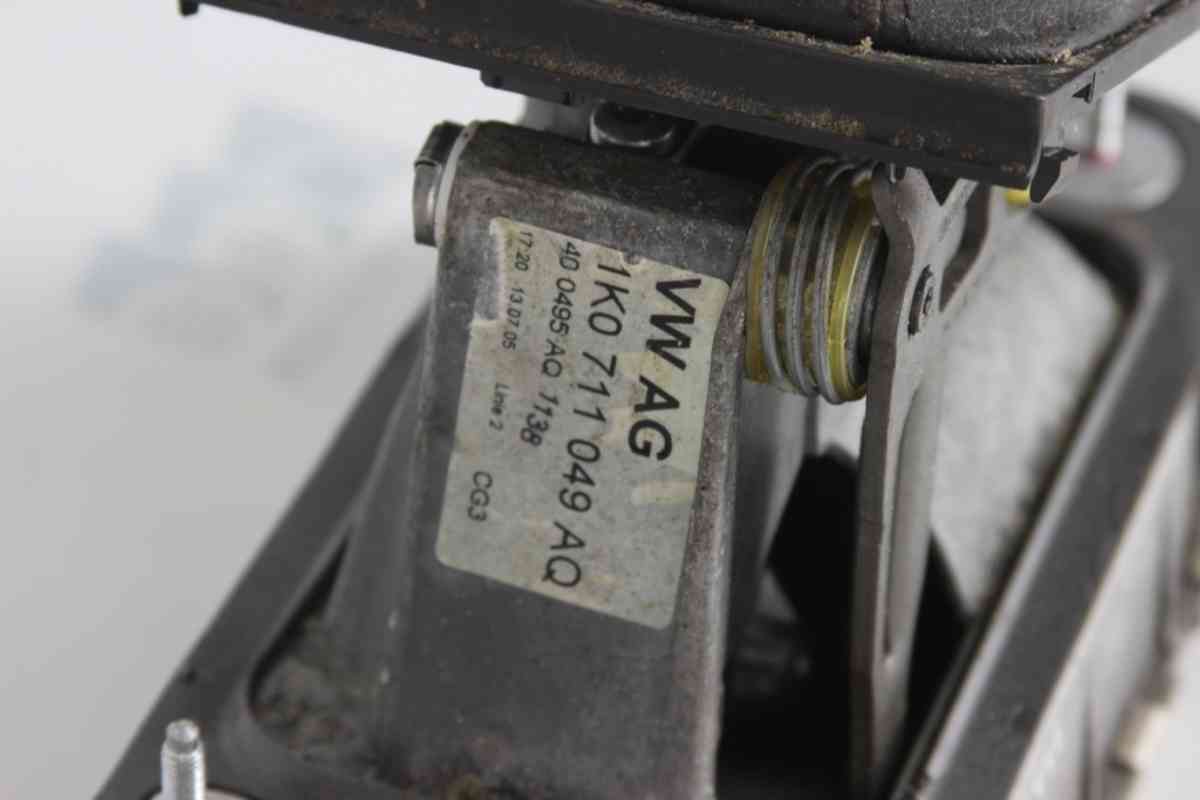 VW AG
1K0 711 049 AQ
40 0495 AQ 1138
17:20 13.07.05 Line 2 CG3